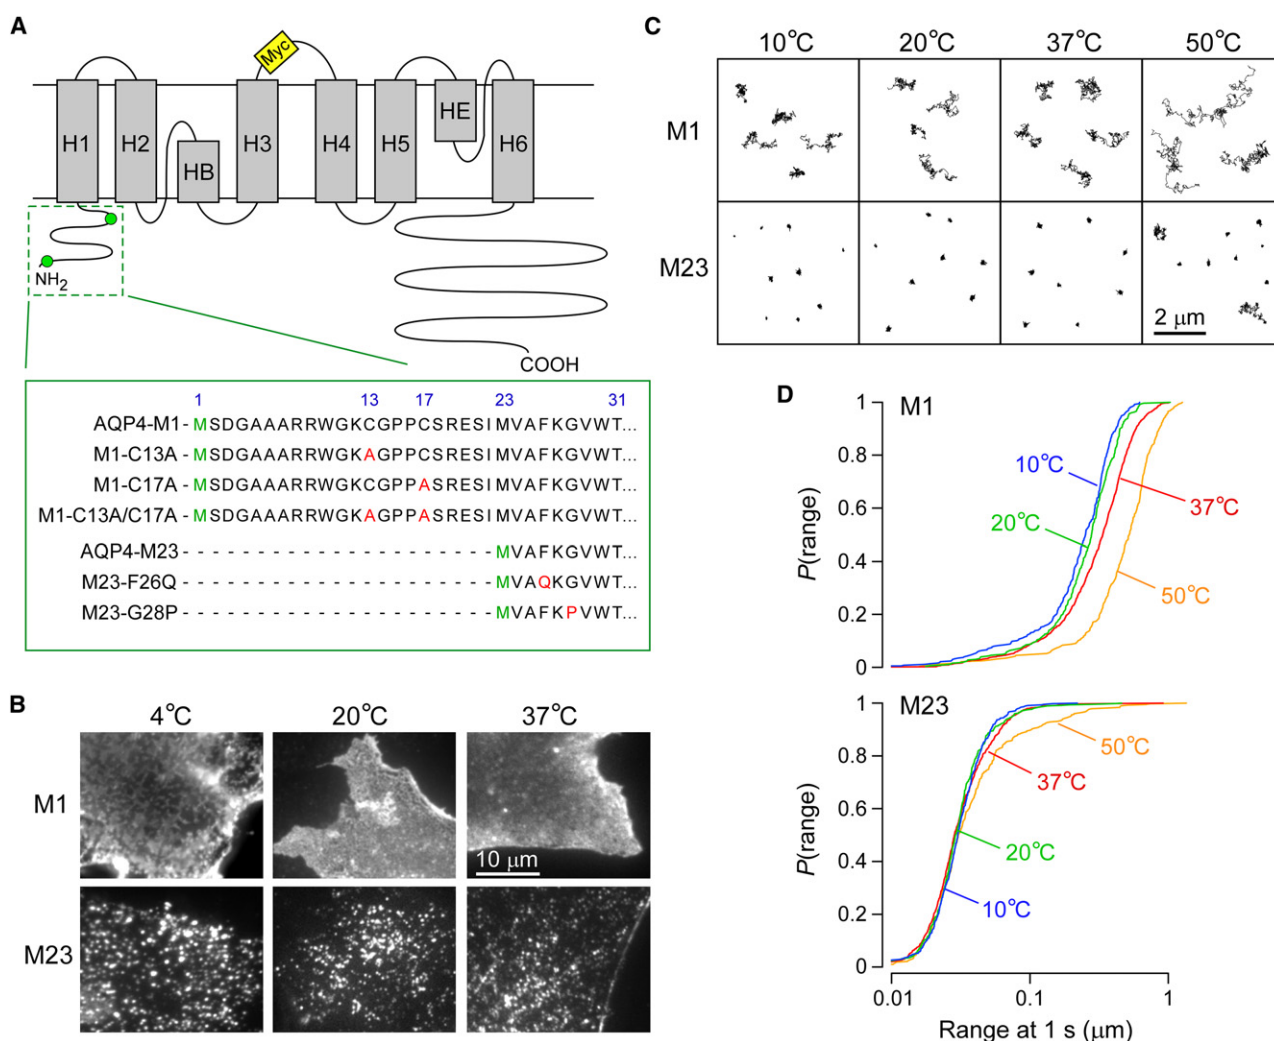 A
Myc
H1
H2
HB
H3
H4
H5
HE
H6
NH2
COOH
1 13 17 23 31
AQP4-M1 - MSDGAAARRWGKCGPPCSRESIMVAFKGVWT...
M1-C13A - MSDGAAARRWGKAGPPCSRESIMVAFKGVWT...
M1-C17A - MSDGAAARRWGKCGPPASRESIMVAFKGVWT...
M1-C13A/C17A - MSDGAAARRWGKAGPPASRESIMVAFKGVWT...
AQP4-M23 - - - - - - - - - - - - - - - - - - - - - - - MVAFKGVWT...
M23-F26Q - - - - - - - - - - - - - - - - - - - - - - - MVAQKGVWT...
M23-G28P - - - - - - - - - - - - - - - - - - - - - - - MVAFKPVWT...
B
4°C 20°C 37°C
M1
10 μm
M23
C
10°C 20°C 37°C 50°C
M1
M23
2 μm
D
M1
1
0.8
0.6
0.4
0.2
0
P(range)
10°C
20°C
37°C
50°C
M23
1
0.8
0.6
0.4
0.2
0
P(range)
50°C
37°C
20°C
10°C
0.01 0.1 1
Range at 1 s (μm)